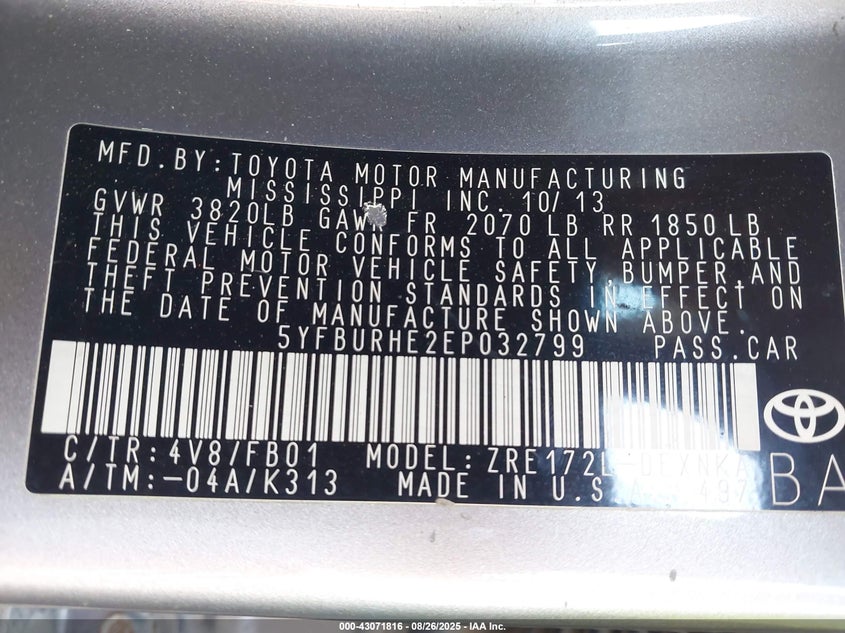 MFD.BY:TOYOTA MOTOR MANUFACTURING
MISSISSIPPI INC. 10/13
GVWR 3820LB GAWR FR 2070 LB RR 1850 LB
THIS VEHICLE CONFORMS TO ALL APPLICABLE
FEDERAL MOTOR VEHICLE SAFETY,BUMPER,AND
THEFT PREVENTION STANDARDS IN EFFECT ON
THE DATE OF MANUFACTURE SHOWN ABOVE.
5YFBURHE2EP032799 PASS.CAR
C/TR:4V8/FB01 MODEL:
A/TM:-04A/K313 MADE IN U.S.A.
BA
000-43071816 - 08/26/2025 - IAA Inc.